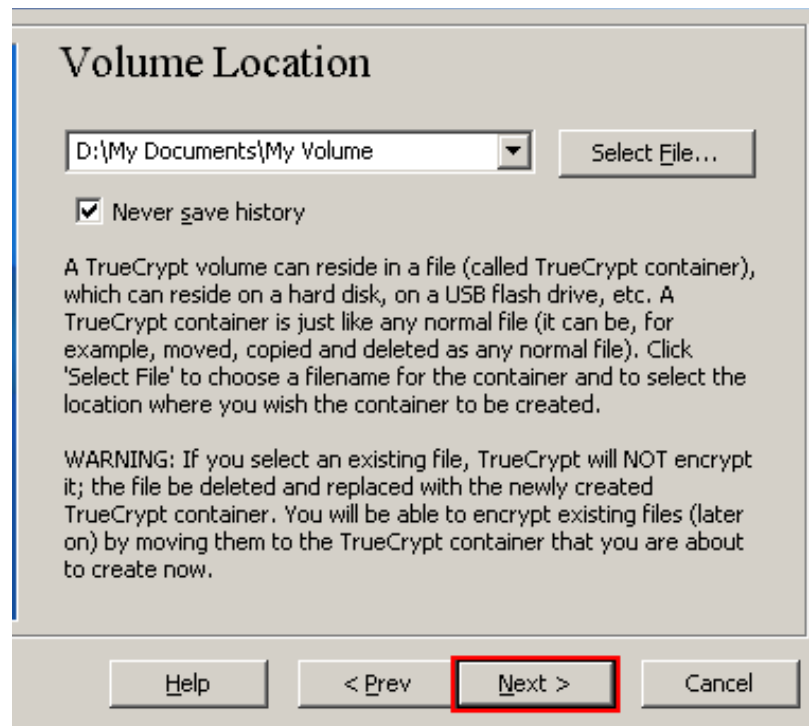 Volume Location
D:\My Documents\My Volume
Select File...
Never save history
A TrueCrypt volume can reside in a file (called TrueCrypt container),
which can reside on a hard disk, on a USB flash drive, etc. A
TrueCrypt container is just like any normal file (it can be, for
example, moved, copied and deleted as any normal file). Click
'Select File' to choose a filename for the container and to select the
location where you wish the container to be created.
WARNING: If you select an existing file, TrueCrypt will NOT encrypt
it; the file be deleted and replaced with the newly created
TrueCrypt container. You will be able to encrypt existing files (later
on) by moving them to the TrueCrypt container that you are about
to create now.
Help
< Prev
Next >
Cancel